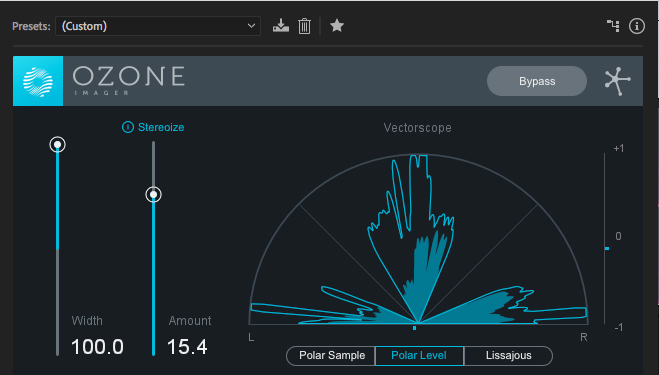 Presets: (Custom)
OZONE
IMAGER
Bypass
Stereoize
Vectorscope
+1
0
-1
Width
Amount
100.0
15.4
L
R
Polar Sample
Polar Level
Lissajous